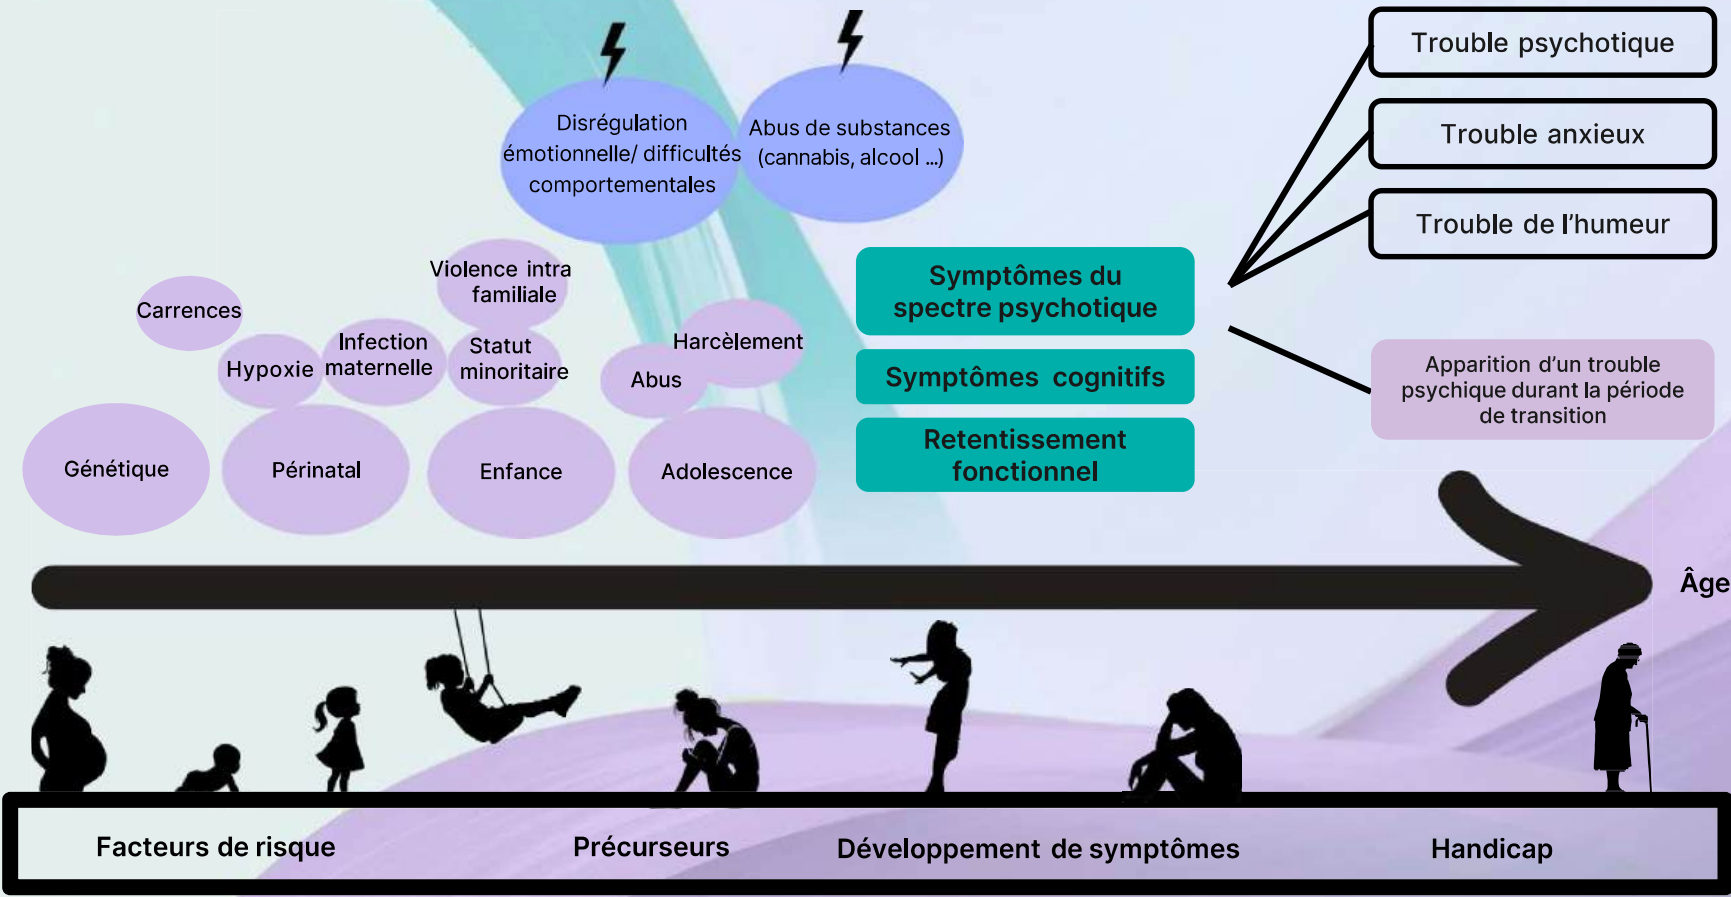 Disrégulation
émotionnelle/ difficultés
comportementales
Abus de substances
(cannabis, alcool ...)
Trouble psychotique
Trouble anxieux
Trouble de l'humeur
Carrences
Hypoxie
Infection
maternelle
Violence intra
familiale
Statut
minoritaire
Abus
Harcèlement
Génétique
Périnatal
Enfance
Adolescence
Symptômes du
spectre psychotique
Symptômes cognitifs
Retentissement
fonctionnel
Apparition d'un trouble
psychique durant la période
de transition
Âge
Facteurs de risque
Précurseurs
Développement de symptômes
Handicap